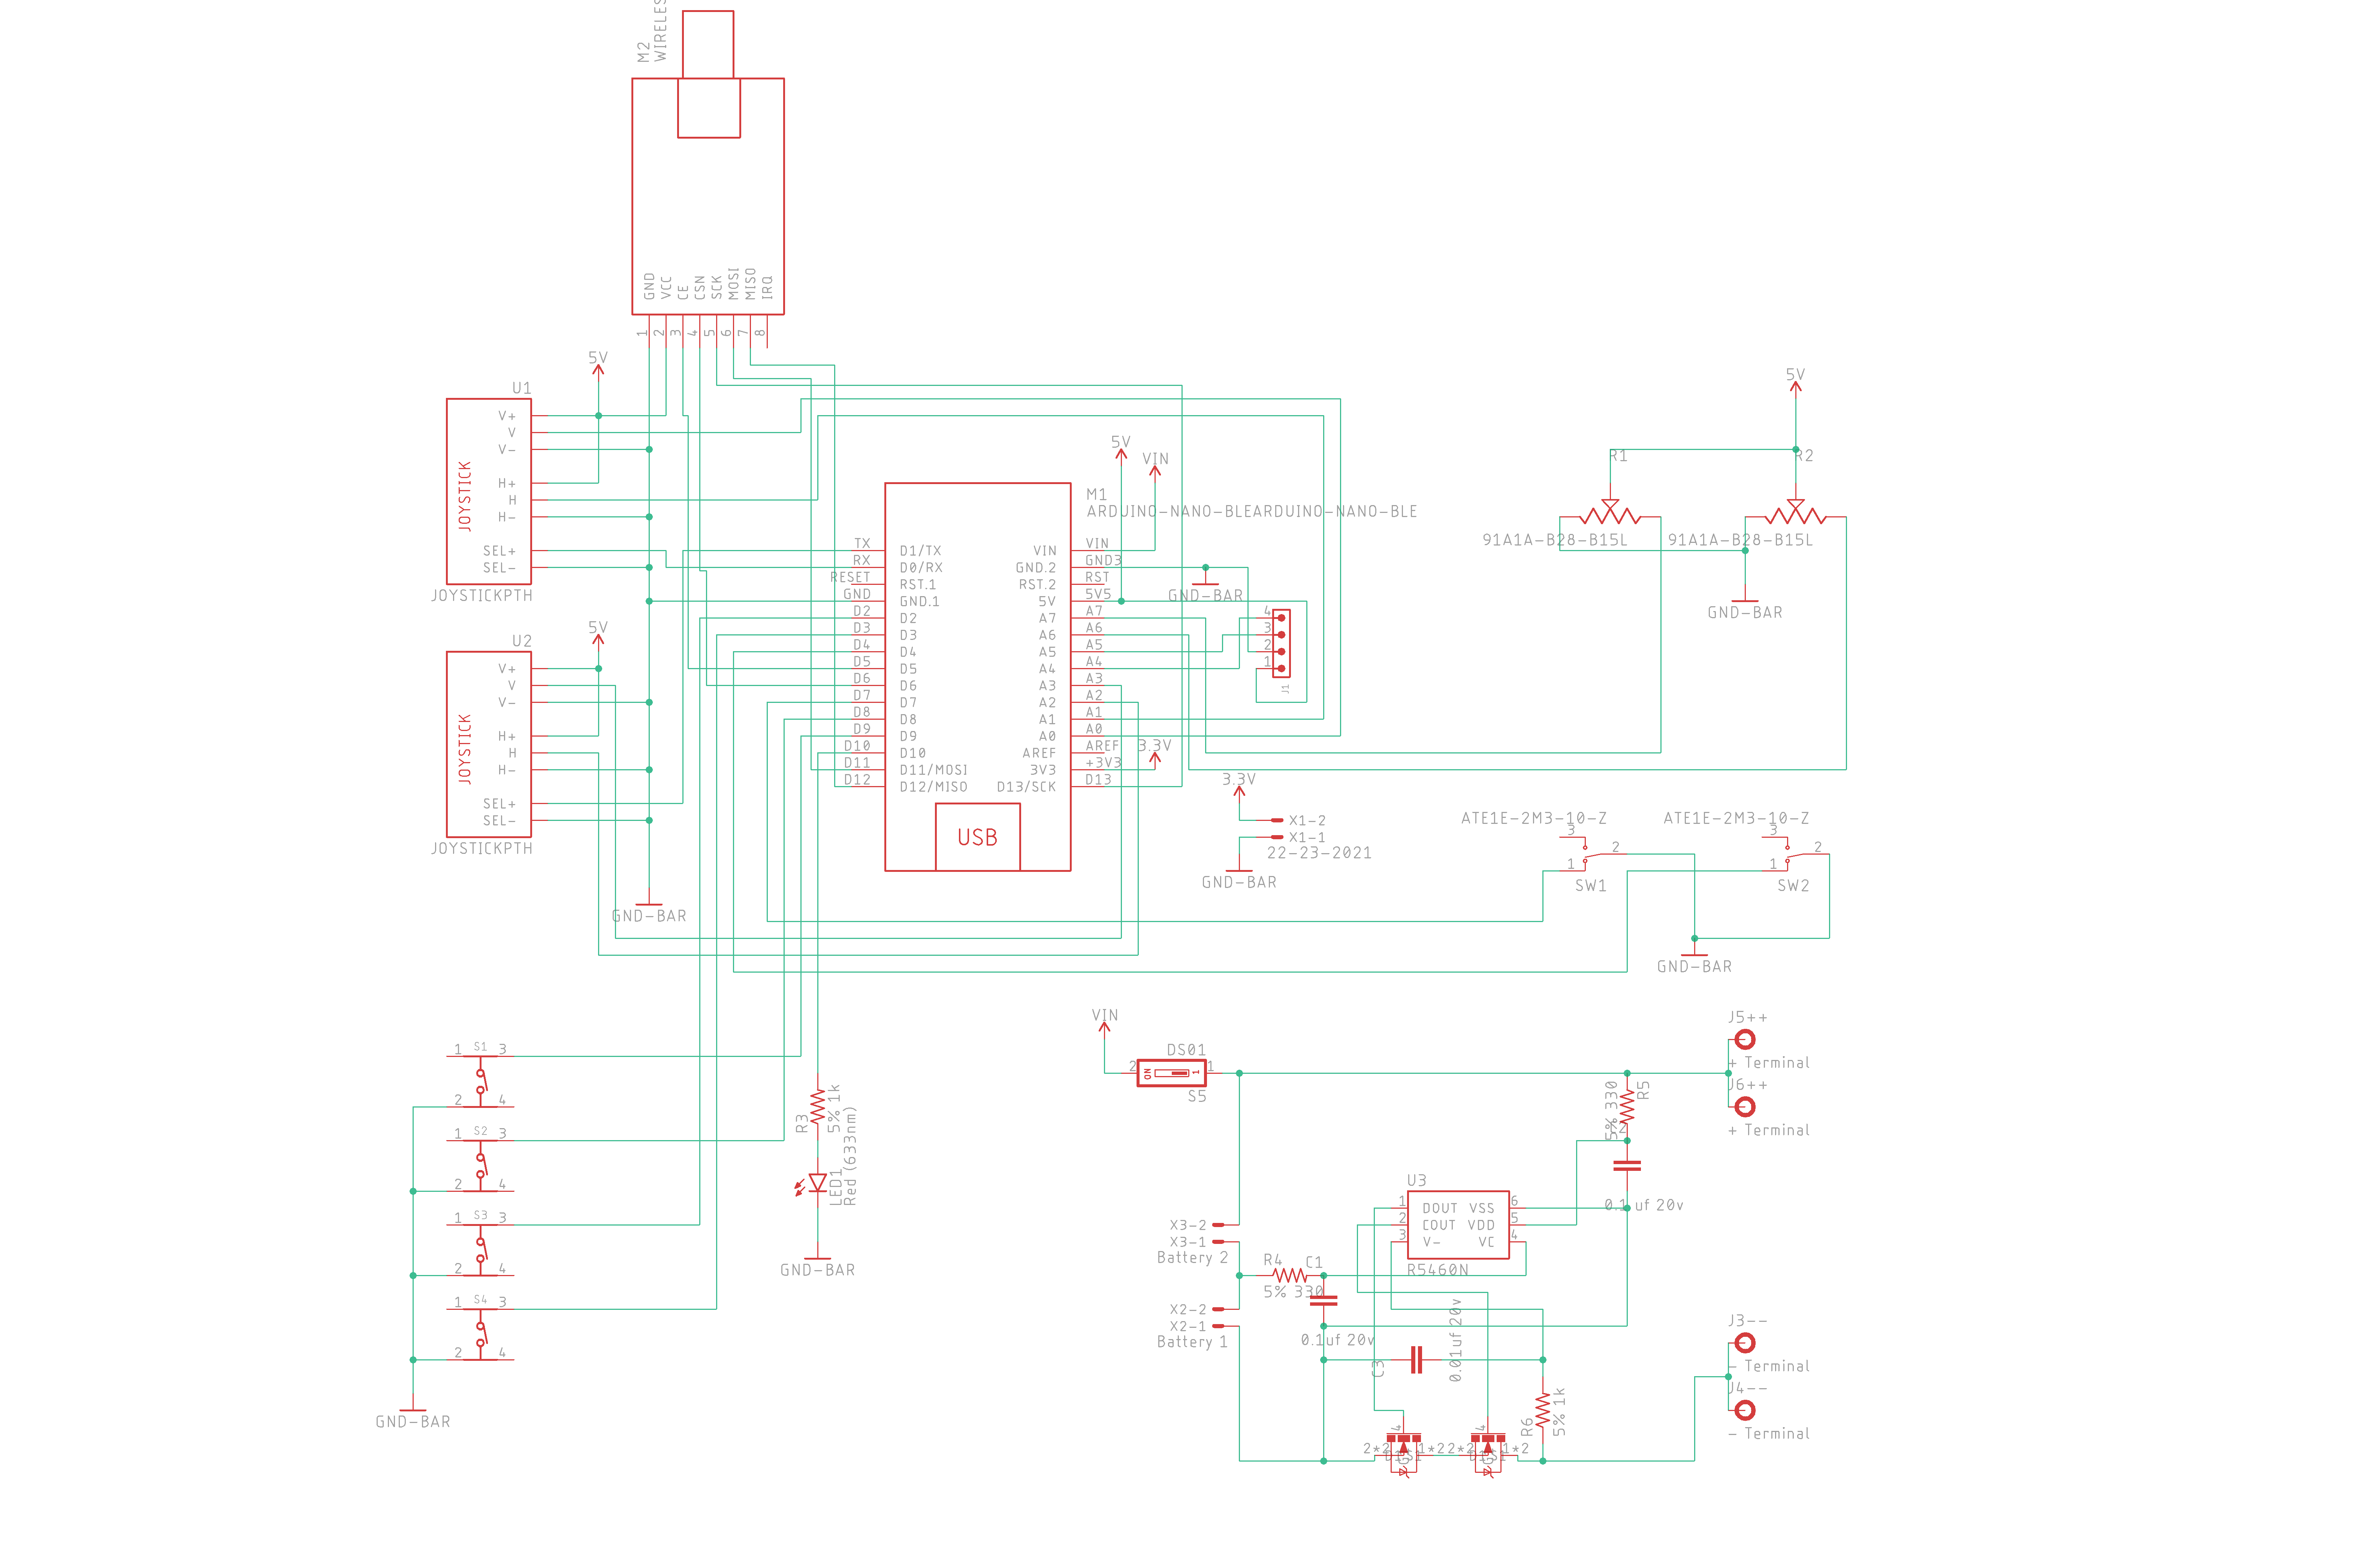 M2
WIRELES
GND
VCC
CE
CSN
SCK
MOSI
MISO
IRQ
1
2
3
4
5
6
7
8
5V
U1
V+
V
V-
H+
H
H-
SEL+
SEL-
JOYSTICK
JOYSTICKPTH
5V
U2
V+
V
V-
H+
H
H-
SEL+
SEL-
JOYSTICK
JOYSTICKPTH
GND-BAR
5V
VIN
M1
ARDUINO-NANO-BLEARDUINO-NANO-BLE
TX
RX
RESET
GND
D2
D3
D4
D5
D6
D7
D8
D9
D10
D11
D12
D1/TX
D0/RX
RST.1
GND.1
D2
D3
D4
D5
D6
D7
D8
D9
D10
D11/MOSI
D12/MISO
VIN
GND.2
RST.2
5V
A7
A6
A5
A4
A3
A2
A1
A0
AREF
3V3
D13/SCK
VIN
GND3
RST
5V5
A7
A6
A5
A4
A3
A2
A1
A0
AREF
+3V3
D13
USB
GND-BAR
4
3
2
1
J1
3.3V
3.3V
X1-2
X1-1
22-23-2021
GND-BAR
5V
R1
R2
91A1A-B28-B15L
91A1A-B28-B15L
GND-BAR
ATE1E-2M3-10-Z
3
2
1
SW1
ATE1E-2M3-10-Z
3
2
1
SW2
GND-BAR
1
S1
3
2
4
1
S2
3
2
4
1
S3
3
2
4
1
S4
3
2
4
GND-BAR
R3
5% 1k
LED1
Red (633nm)
GND-BAR
VIN
DS01
2
ON
1
1
S5
J5++
+ Terminal
J6++
+ Terminal
5% 330
R5
0.1 uf 20v
U3
1
2
3
DOUT
COUT
V-
VSS
VDD
VC
6
5
4
R5460N
X3-2
X3-1
Battery 2
R4
5% 330
C1
0.1uf 20v
X2-2
X2-1
Battery 1
C3
0.01uf 20v
R6
5% 1k
4
4
2*2
1*2
2*2
1*2
J3--
- Terminal
J4--
- Terminal